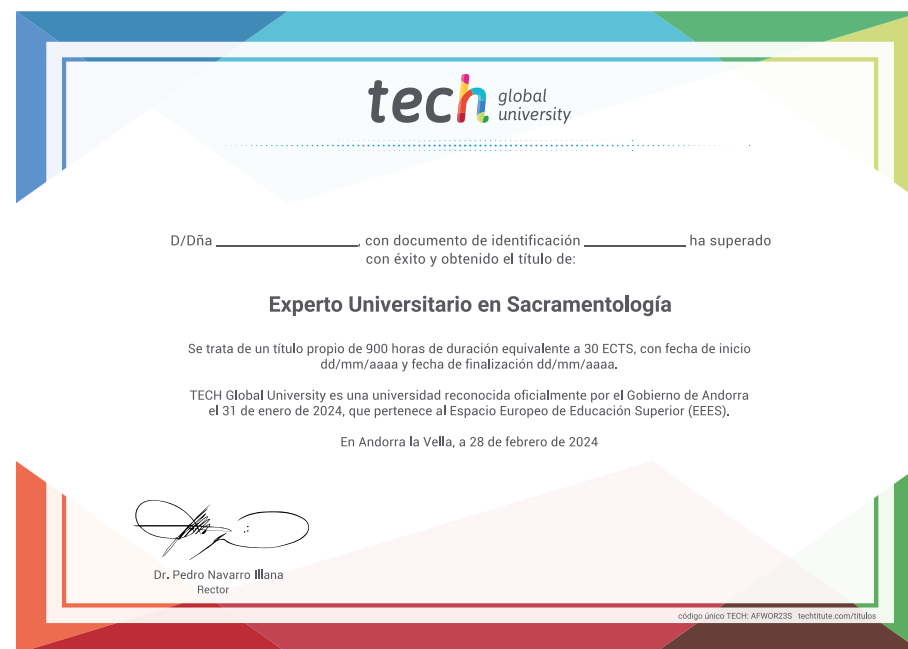 tech global university
D/Dña ____________________, con documento de identificación ______________ ha superado
con éxito y obtenido el título de:
Experto Universitario en Sacramentología
Se trata de un título propio de 900 horas de duración equivalente a 30 ECTS, con fecha de inicio
dd/mm/aaaa y fecha de finalización dd/mm/aaaa.
TECH Global University es una universidad reconocida oficialmente por el Gobierno de Andorra
el 31 de enero de 2024, que pertenece al Espacio Europeo de Educación Superior (EEES).
En Andorra la Vella, a 28 de febrero de 2024
Dr. Pedro Navarro Illana
Rector
código único TECH: AFWOR23S techtitute.com/titulos